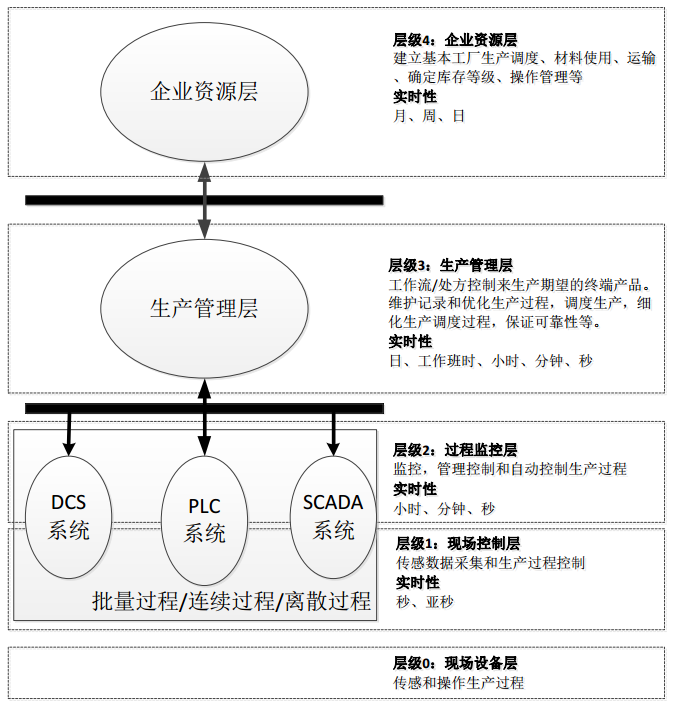 企业资源层
层级4：企业资源层
建立基本工厂生产调度、材料使用、运输
、确定库存等级、操作管理等
实时性
月、周、日
生产管理层
层级3：生产管理层
工作流/处方控制来生产期望的终端产品。
维护记录和优化生产过程，调度生产，细
化生产调度过程，保证可靠性等。
实时性
日、工作班时、小时、分钟、秒
DCS
系统
PLC
系统
SCADA
系统
层级2：过程监控层
监控，管理控制和自动控制生产过程
实时性
小时、分钟、秒
层级1：现场控制层
传感数据采集和生产过程控制
实时性
秒、亚秒
批量过程/连续过程/离散过程
层级0：现场设备层
传感和操作生产过程